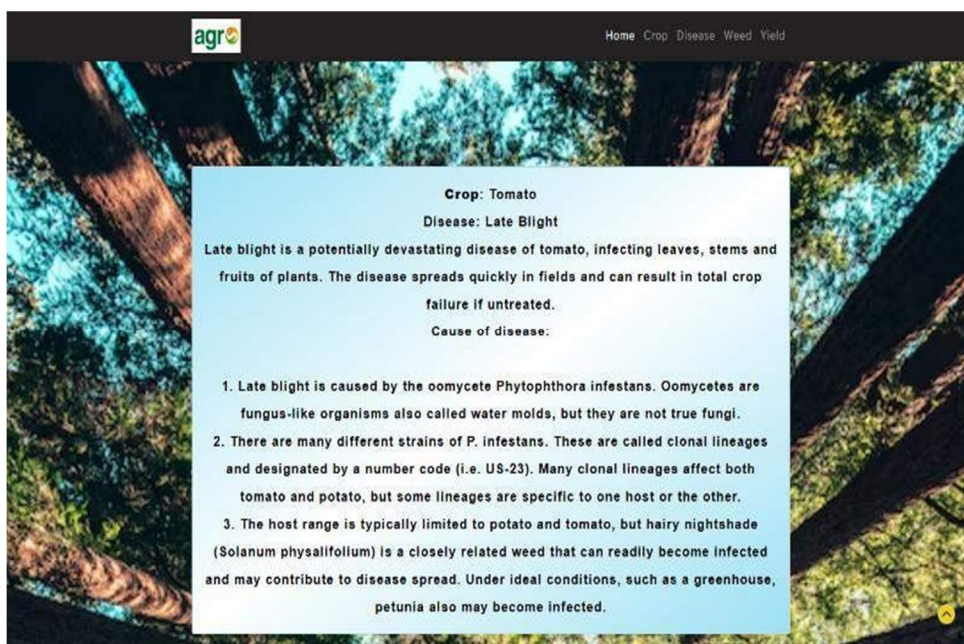 agro
Home Crop Disease Weed Yield
Crop: Tomato
Disease: Late Blight
Late blight is a potentially devastating disease of tomato, infecting leaves, stems and
fruits of plants. The disease spreads quickly in fields and can result in total crop
failure if untreated.
Cause of disease:
1. Late blight is caused by the oomycete Phytophthora infestans. Oomycetes are
fungus-like organisms also called water molds, but they are not true fungi.
2. There are many different strains of P. infestans. These are called clonal lineages
and designated by a number code (i.e. US-23). Many clonal lineages affect both
tomato and potato, but some lineages are specific to one host or the other.
3. The host range is typically limited to potato and tomato, but hairy nightshade
(Solanum physalifolium) is a closely related weed that can readily become infected
and may contribute to disease spread. Under ideal conditions, such as a greenhouse,
petunia also may become infected.